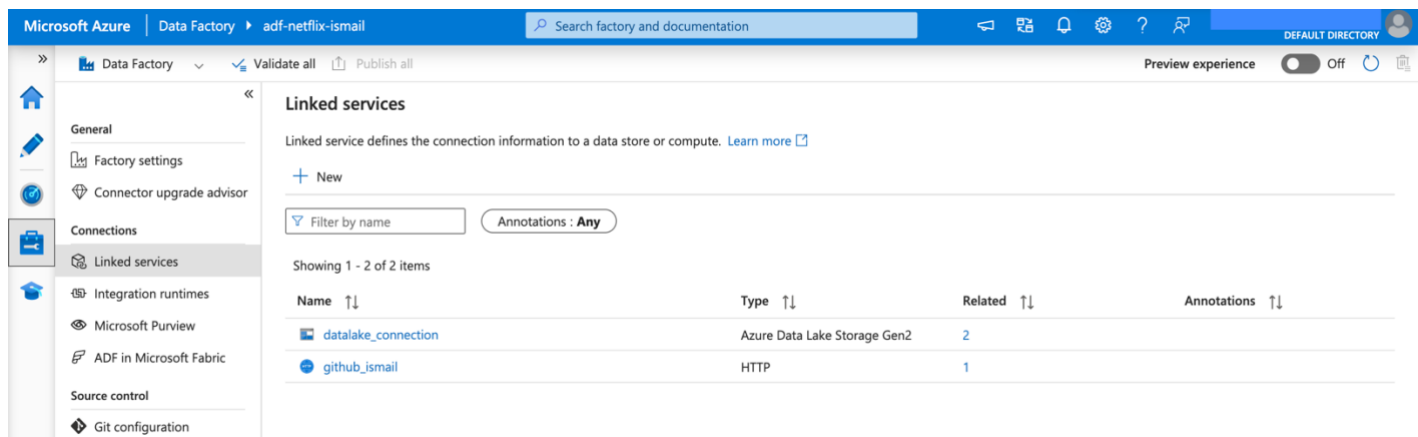 Microsoft Azure | Data Factory ▸ adf-netflix-ismail
Search factory and documentation
DEFAULT DIRECTORY
Data Factory
Validate all
Publish all
Preview experience
Off
General
Factory settings
Connector upgrade advisor
Connections
Linked services
Integration runtimes
Microsoft Purview
ADF in Microsoft Fabric
Source control
Git configuration
Linked services
Linked service defines the connection information to a data store or compute. Learn more
New
Filter by name
Annotations : Any
Showing 1 - 2 of 2 items
Name Type Related Annotations
datalake_connection Azure Data Lake Storage Gen2 2
github_ismail HTTP 1